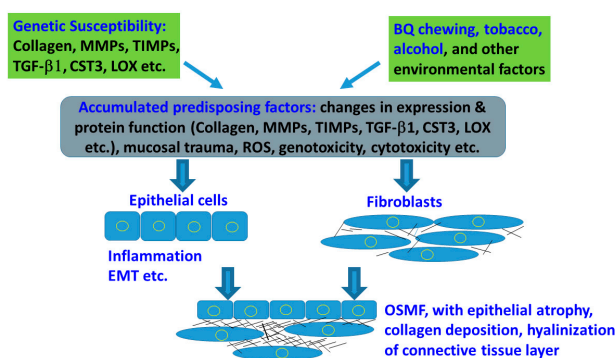 Genetic Susceptibility:
Collagen, MMPs, TIMPs,
TGF-β1, CST3, LOX etc.
BQ chewing, tobacco,
alcohol, and other
environmental factors
Accumulated predisposing factors: changes in expression &
protein function (Collagen, MMPs, TIMPs, TGF-β1, CST3, LOX
etc.), mucosal trauma, ROS, genotoxicity, cytotoxicity etc.
Epithelial cells
Fibroblasts
Inflammation
EMT etc.
OSMF, with epithelial atrophy,
collagen deposition, hyalinization
of connective tissue layer